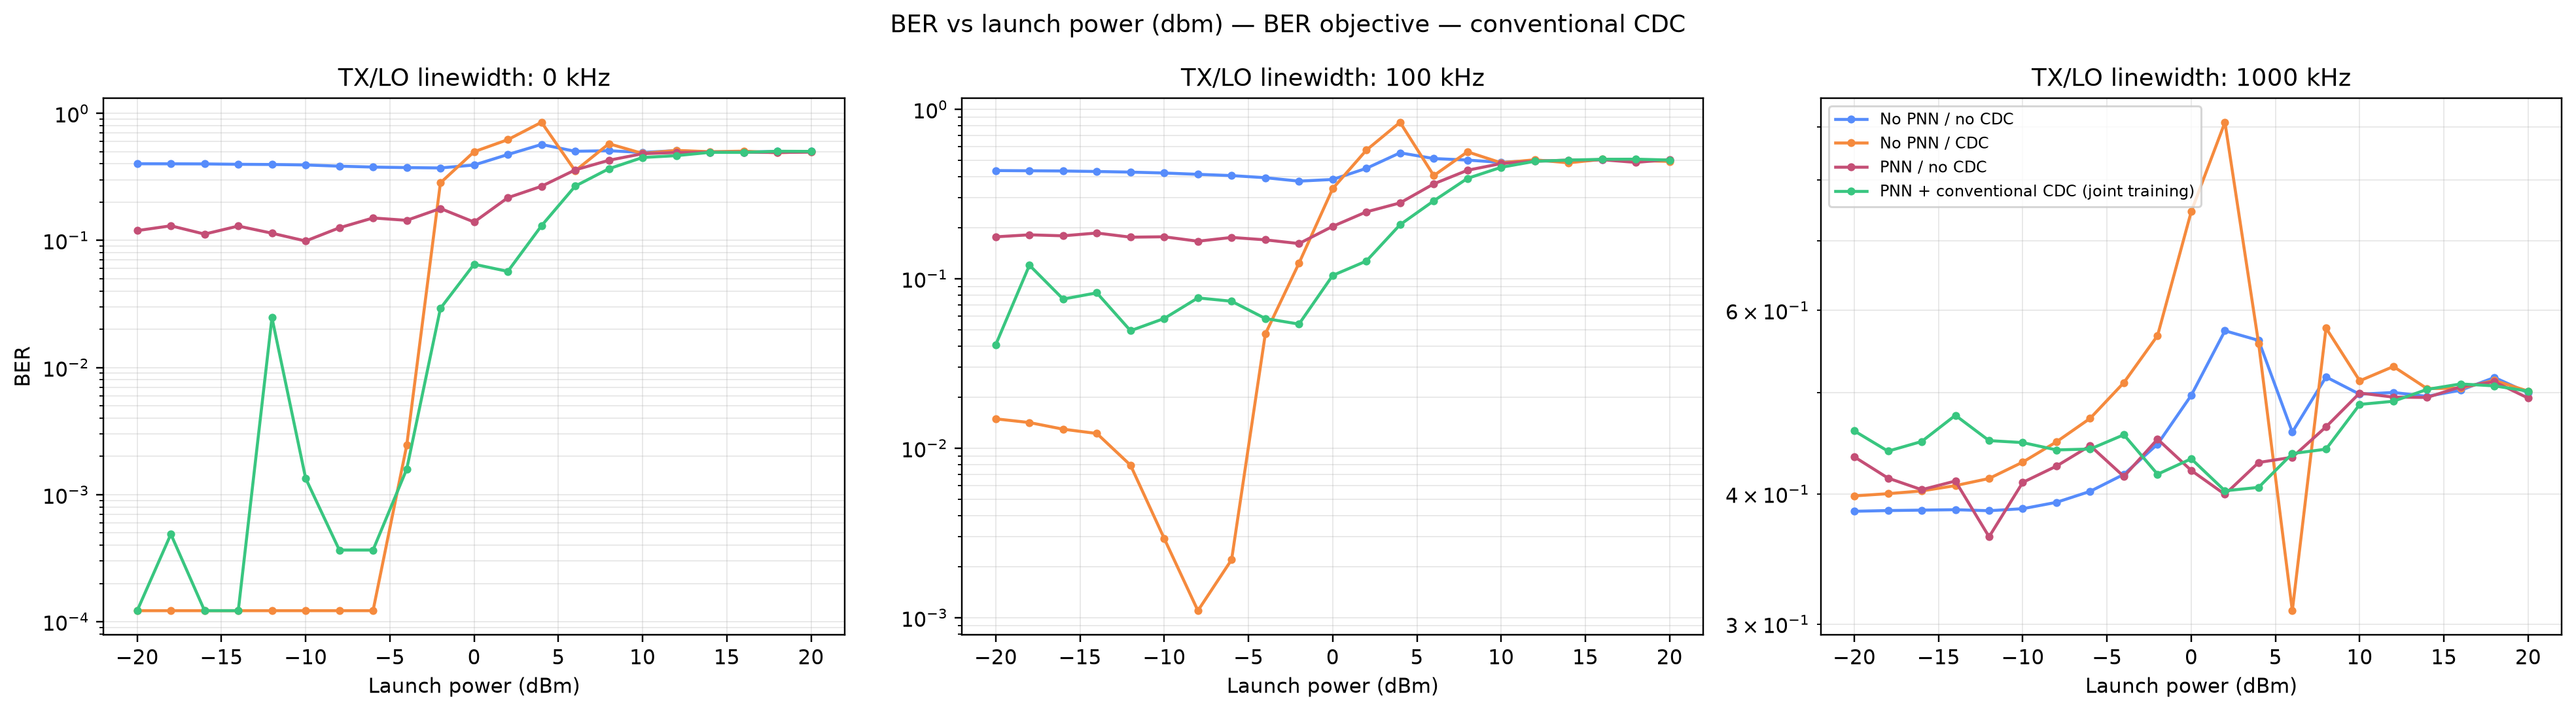 BER vs launch power (dbm) — BER objective — conventional CDC
TX/LO linewidth: 0 kHz
BER
10⁰
10⁻¹
10⁻²
10⁻³
10⁻⁴
−20 −15 −10 −5 0 5 10 15 20
Launch power (dBm)
TX/LO linewidth: 100 kHz
10⁰
10⁻¹
10⁻²
10⁻³
−20 −15 −10 −5 0 5 10 15 20
Launch power (dBm)
TX/LO linewidth: 1000 kHz
No PNN / no CDC
No PNN / CDC
PNN / no CDC
PNN + conventional CDC (joint training)
6 × 10⁻¹
4 × 10⁻¹
3 × 10⁻¹
−20 −15 −10 −5 0 5 10 15 20
Launch power (dBm)